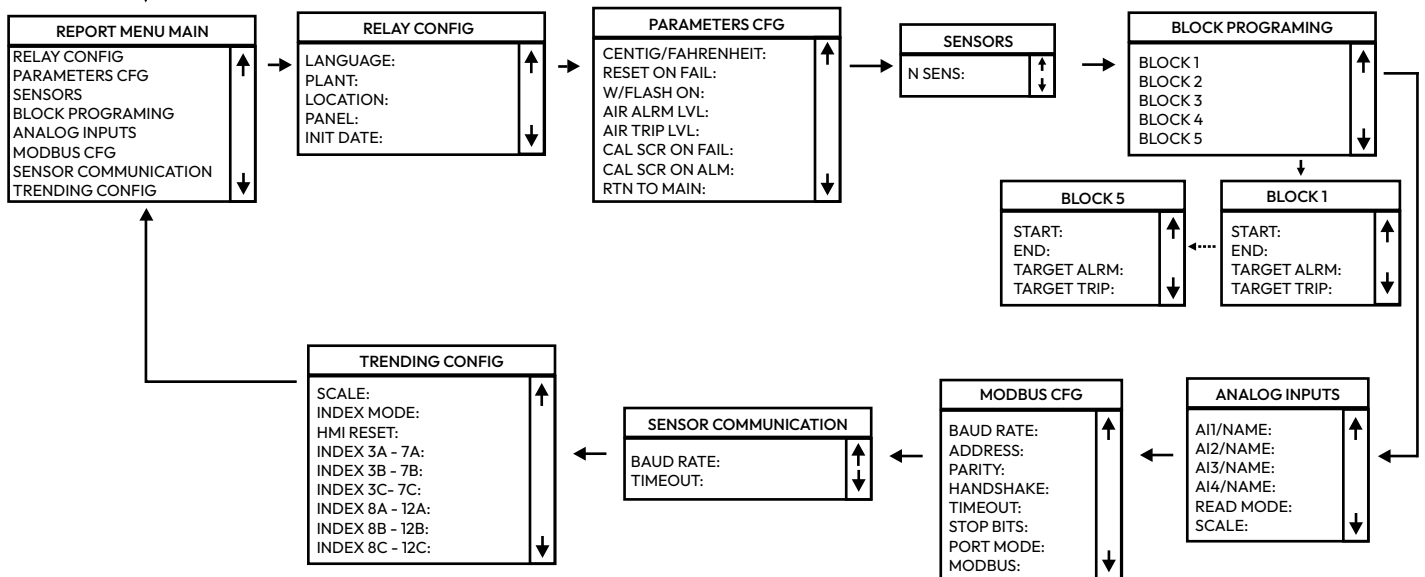 REPORT MENU MAIN
RELAY CONFIG
PARAMETERS CFG
SENSORS
BLOCK PROGRAMING
ANALOG INPUTS
MODBUS CFG
SENSOR COMMUNICATION
TRENDING CONFIG
RELAY CONFIG
LANGUAGE:
PLANT:
LOCATION:
PANEL:
INIT DATE:
PARAMETERS CFG
CENTIG/FAHRENHEIT:
RESET ON FAIL:
W/FLASH ON:
AIR ALRM LVL:
AIR TRIP LVL:
CAL SCR ON FAIL:
CAL SCR ON ALM:
RTN TO MAIN:
SENSORS
N SENS:
BLOCK PROGRAMING
BLOCK 1
BLOCK 2
BLOCK 3
BLOCK 4
BLOCK 5
BLOCK 1
START:
END:
TARGET ALRM:
TARGET TRIP:
BLOCK 5
START:
END:
TARGET ALRM:
TARGET TRIP:
ANALOG INPUTS
AI1/NAME:
AI2/NAME:
AI3/NAME:
AI4/NAME:
READ MODE:
SCALE:
MODBUS CFG
BAUD RATE:
ADDRESS:
PARITY:
HANDSHAKE:
TIMEOUT:
STOP BITS:
PORT MODE:
MODBUS:
SENSOR COMMUNICATION
BAUD RATE:
TIMEOUT:
TRENDING CONFIG
SCALE:
INDEX MODE:
HMI RESET:
INDEX 3A - 7A:
INDEX 3B - 7B:
INDEX 3C- 7C:
INDEX 8A - 12A:
INDEX 8B - 12B:
INDEX 8C - 12C: